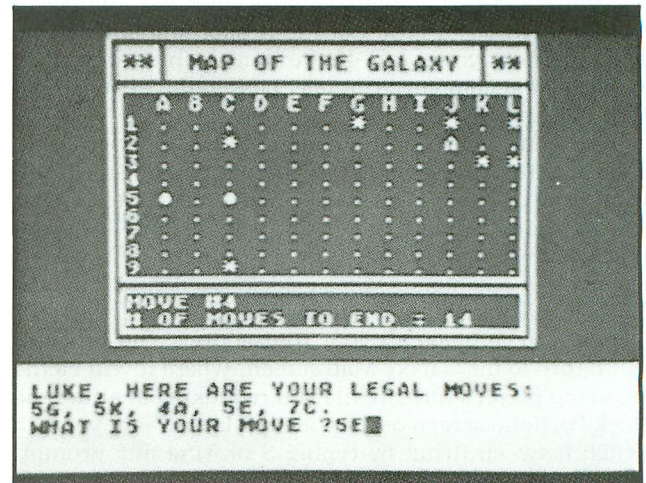 ** MAP OF THE GALAXY **
A B C D E F G H I J K L
1 . . . . . . * . . * . *
2 . . * . . . . . . A . .
3 . . . . . . . . . . * *
4 . . . . . . . . . . . .
5 ● . ● . . . . . . . . .
6 . . . . . . . . . . . .
7 . . . . . . . . . . . .
8 . . . . . . . . . . . .
9 . . * . . . . . . . . .
MOVE #4
# OF MOVES TO END = 14
LUKE, HERE ARE YOUR LEGAL MOVES:
5G, 5K, 4A, 5E, 7C.
WHAT IS YOUR MOVE ?5E